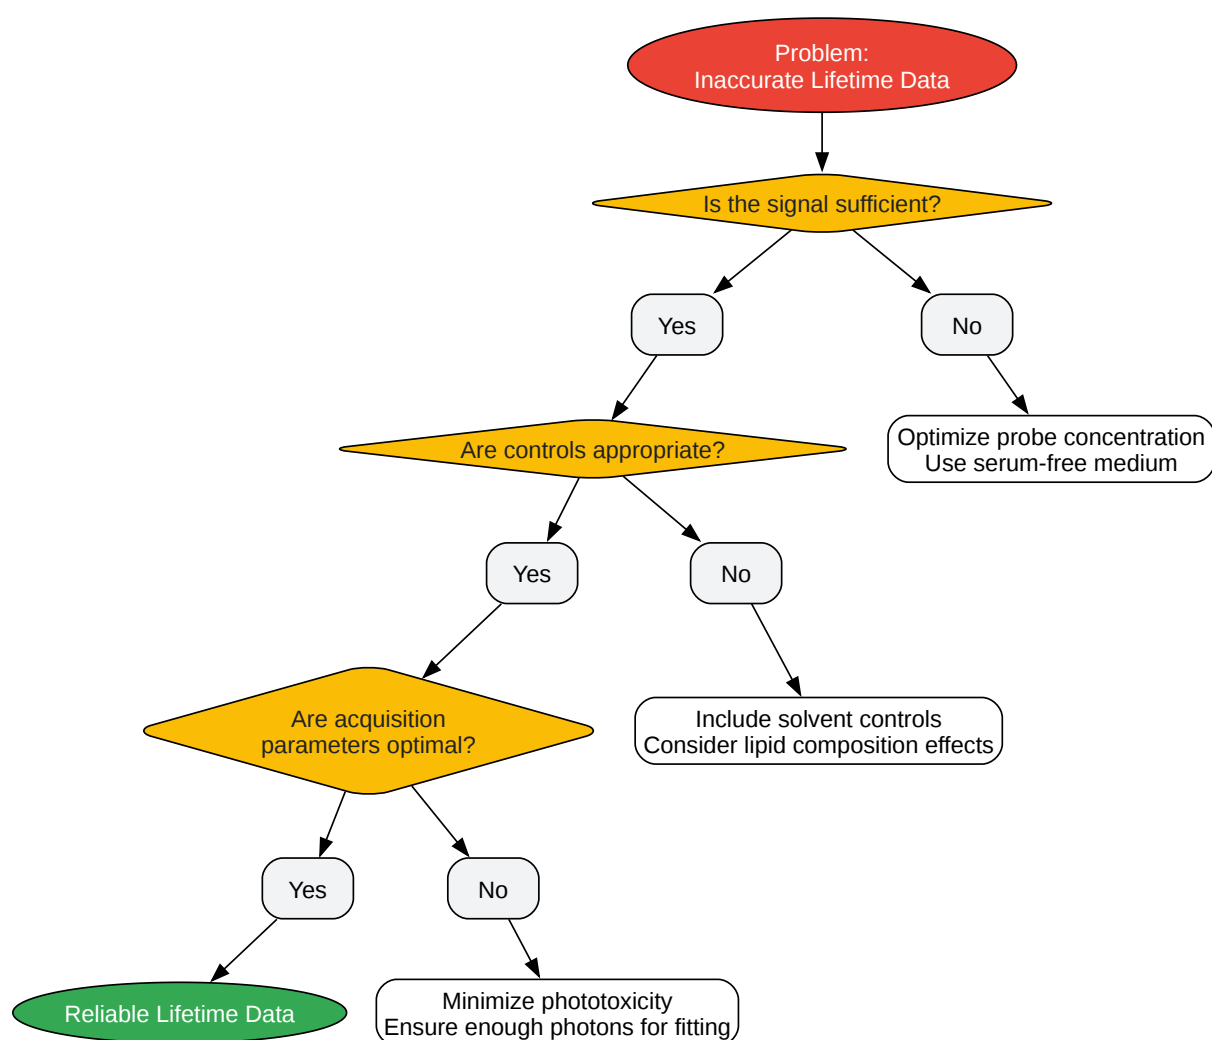 Problem:
Inaccurate Lifetime Data
Is the signal sufficient?
Yes
No
Optimize probe concentration
Use serum-free medium
Are controls appropriate?
Yes
No
Include solvent controls
Consider lipid composition effects
Are acquisition
parameters optimal?
Yes
No
Reliable Lifetime Data
Minimize phototoxicity
Ensure enough photons for fitting